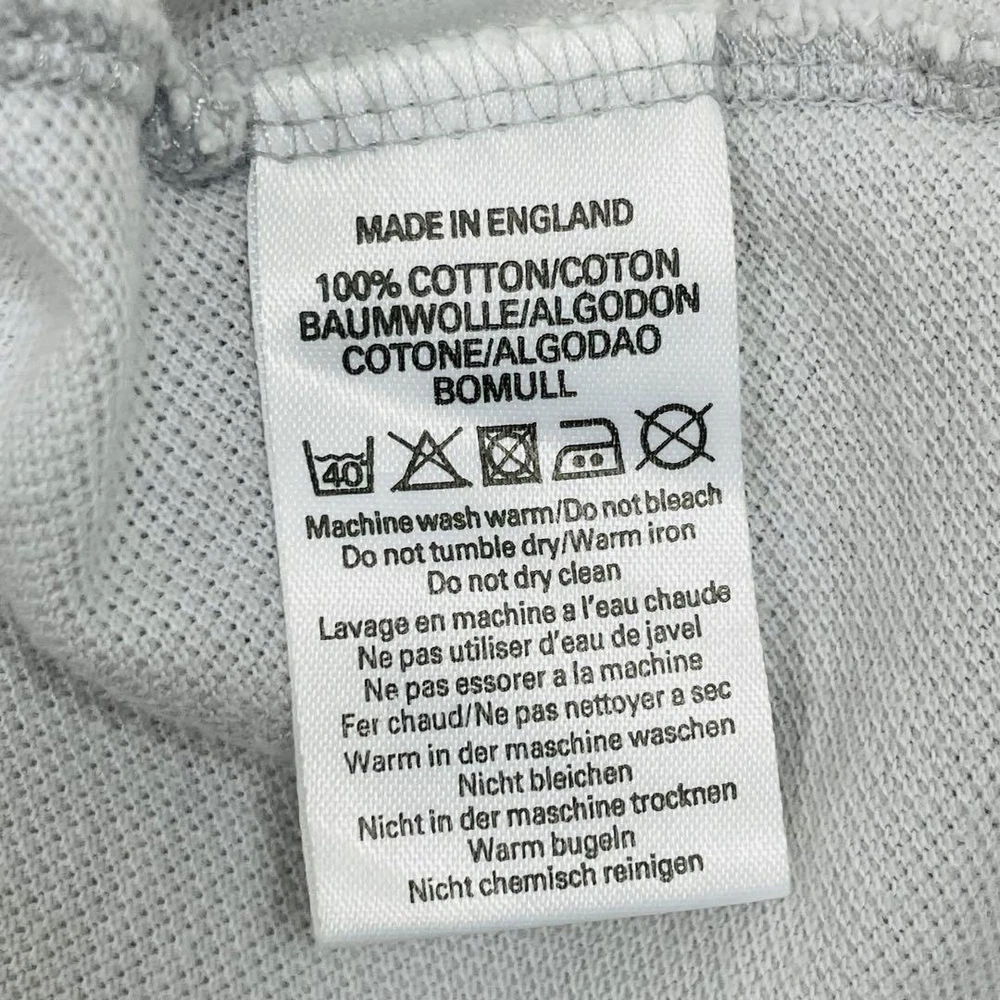 MADE IN ENGLAND
100% COTTON/COTON
BAUMWOLLE/ALGODON
COTONE/ALGODAO
BOMULL
40
Machine wash warm/Do not bleach
Do not tumble dry/Warm iron
Do not dry clean
Lavage en machine a l'eau chaude
Ne pas utiliser d'eau de javel
Ne pas essorer a la machine
Fer chaud/Ne pas nettoyer a sec
Warm in der maschine waschen
Nicht bleichen
Nicht in der maschine trocknen
Warm bugeln
Nicht chemisch reinigen